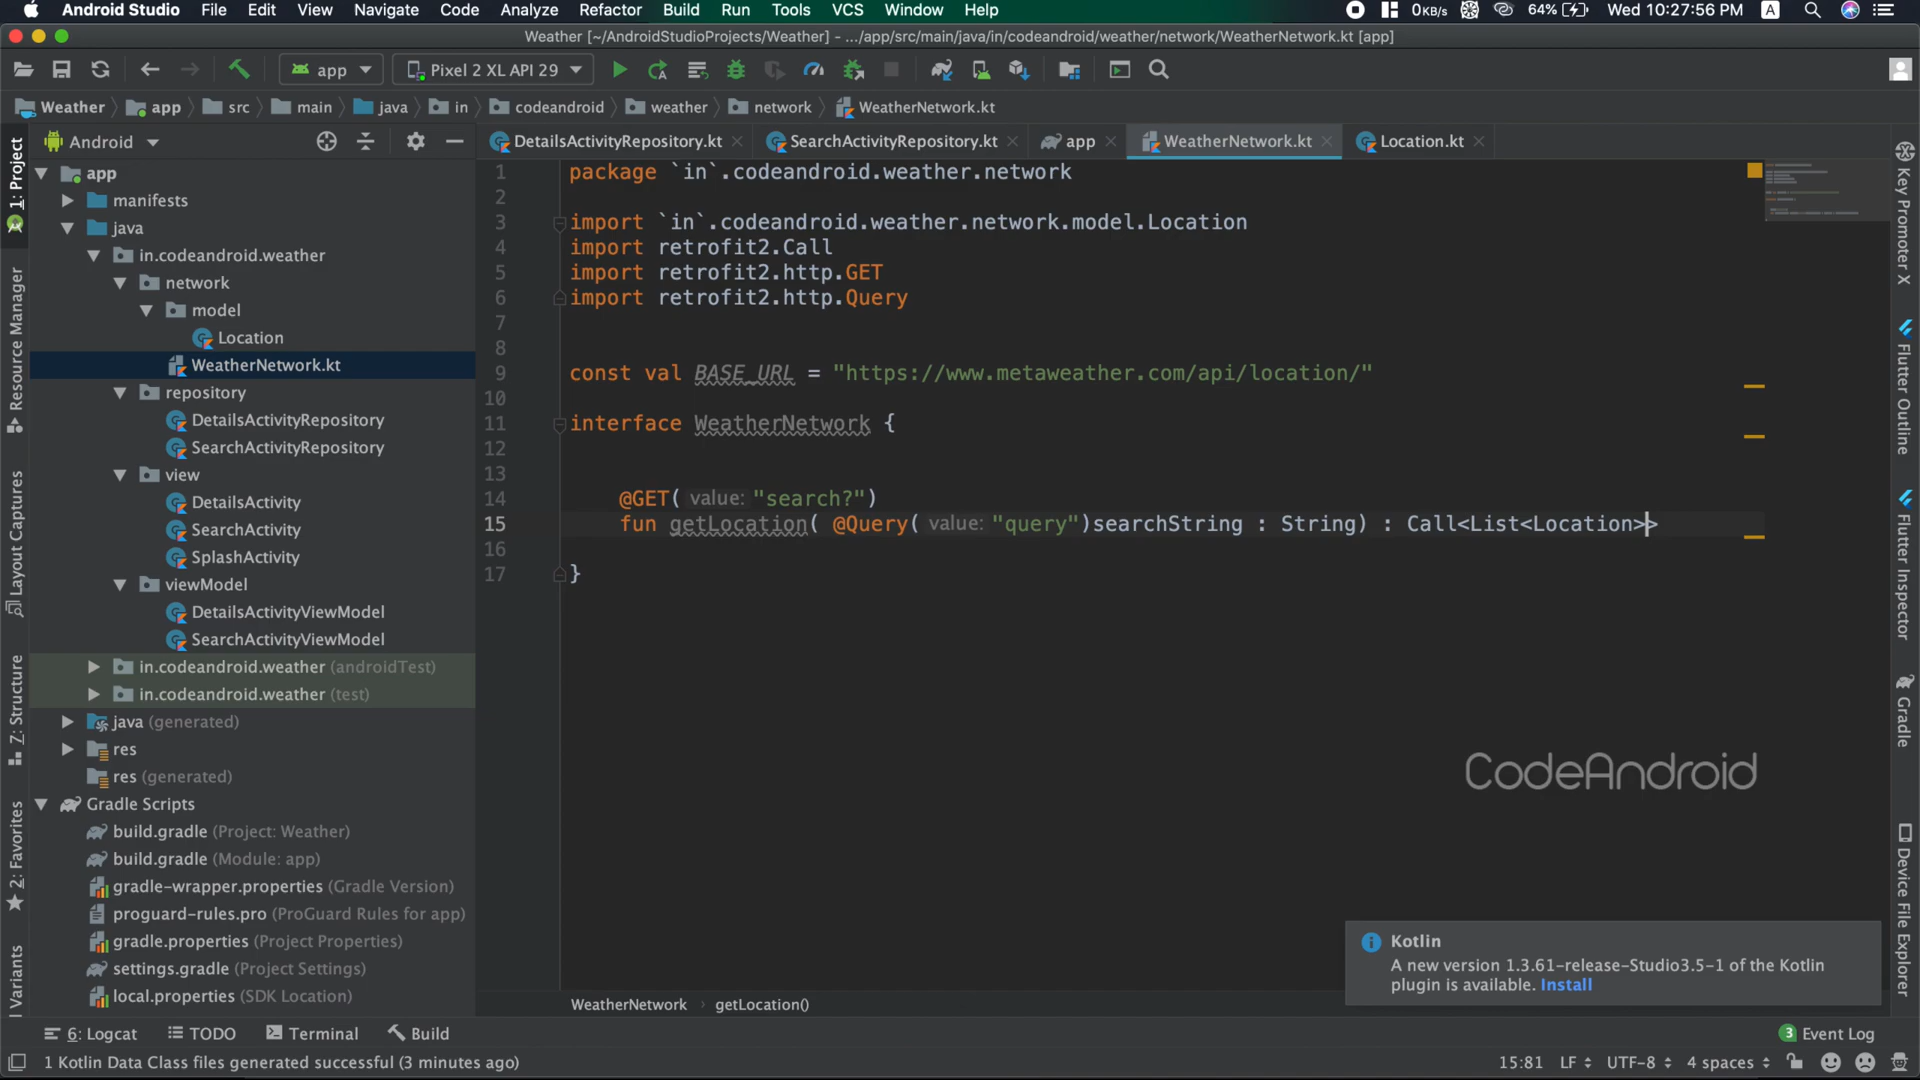 Android Studio File Edit View Navigate Code Analyze Refactor Build Run Tools VCS Window Help 0KB/s 64% Wed 10:27:56 PM A
Weather [~/AndroidStudioProjects/Weather] - .../app/src/main/java/in/codeandroid/weather/network/WeatherNetwork.kt [app]
app Pixel 2 XL API 29
Weather app src main java in codeandroid weather network WeatherNetwork.kt
Android
DetailsActivityRepository.kt SearchActivityRepository.kt app WeatherNetwork.kt Location.kt
app
manifests
java
in.codeandroid.weather
network
model
Location
WeatherNetwork.kt
repository
DetailsActivityRepository
SearchActivityRepository
view
DetailsActivity
SearchActivity
SplashActivity
viewModel
DetailsActivityViewModel
SearchActivityViewModel
in.codeandroid.weather (androidTest)
in.codeandroid.weather (test)
java (generated)
res
res (generated)
Gradle Scripts
build.gradle (Project: Weather)
build.gradle (Module: app)
gradle-wrapper.properties (Gradle Version)
proguard-rules.pro (ProGuard Rules for app)
gradle.properties (Project Properties)
settings.gradle (Project Settings)
local.properties (SDK Location)
1: Project
Resource Manager
Layout Captures
Z: Structure
2: Favorites
Variants
1 package `in`.codeandroid.weather.network
2
3 import `in`.codeandroid.weather.network.model.Location
4 import retrofit2.Call
5 import retrofit2.http.GET
6 import retrofit2.http.Query
7
8
9 const val BASE_URL = "https://www.metaweather.com/api/location/"
10
11 interface WeatherNetwork {
12
13
14 @GET( value: "search?")
15 fun getLocation( @Query( value: "query")searchString : String) : Call<List<Location>>
16
17 }
Key Promoter X
Flutter Outline
Flutter Inspector
Gradle
Device File Explorer
CodeAndroid
Kotlin
A new version 1.3.61-release-Studio3.5-1 of the Kotlin
plugin is available. Install
WeatherNetwork › getLocation()
6: Logcat TODO Terminal Build 3 Event Log
1 Kotlin Data Class files generated successful (3 minutes ago) 15:81 LF UTF-8 4 spaces